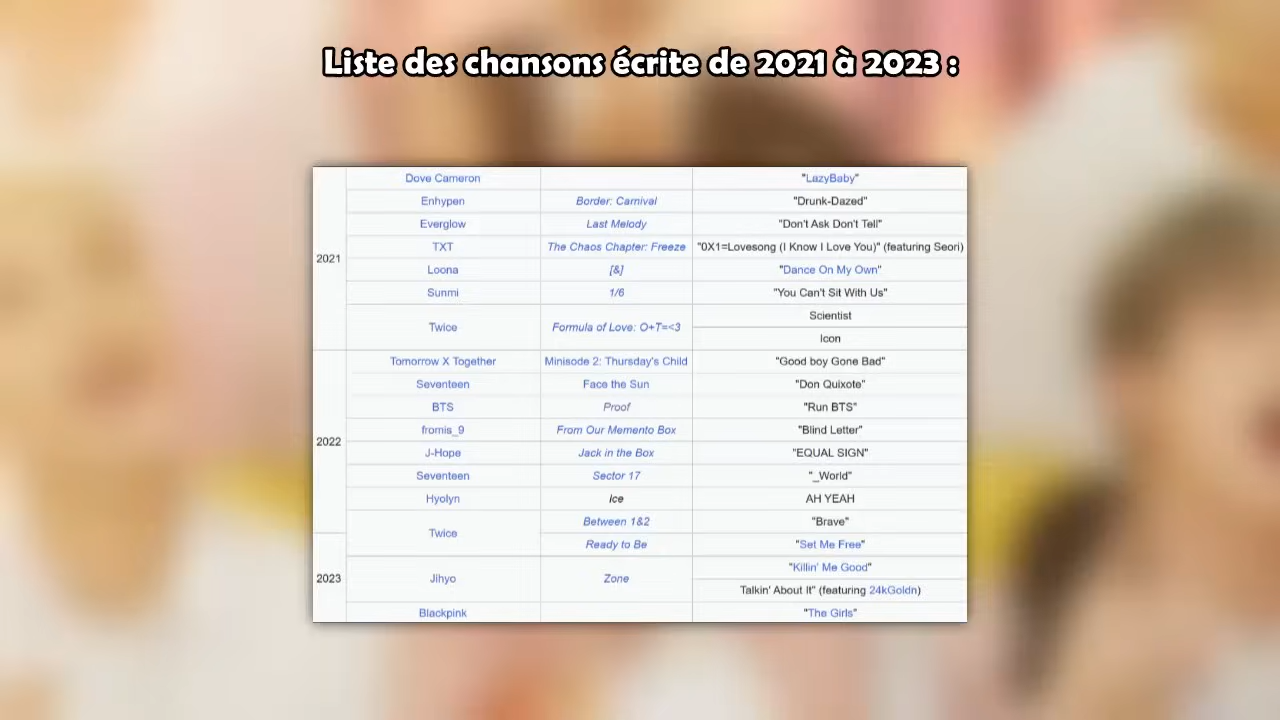 Liste des chansons écrite de 2021 à 2023 :
2021
Dove Cameron "LazyBaby"
Enhypen Border: Carnival "Drunk-Dazed"
Everglow Last Melody "Don't Ask Don't Tell"
TXT The Chaos Chapter: Freeze "0X1=Lovesong (I Know I Love You)" (featuring Seori)
Loona [&] "Dance On My Own"
Sunmi 1/6 "You Can't Sit With Us"
Twice Formula of Love: O+T=<3 Scientist
Icon
2022
Tomorrow X Together Minisode 2: Thursday's Child "Good boy Gone Bad"
Seventeen Face the Sun "Don Quixote"
BTS Proof "Run BTS"
fromis_9 From Our Memento Box "Blind Letter"
J-Hope Jack in the Box "EQUAL SIGN"
Seventeen Sector 17 "_World"
Hyolyn Ice AH YEAH
Twice Between 1&2 "Brave"
2023
Ready to Be "Set Me Free"
Jihyo Zone "Killin' Me Good"
Talkin' About It" (featuring 24kGoldn)
Blackpink "The Girls"